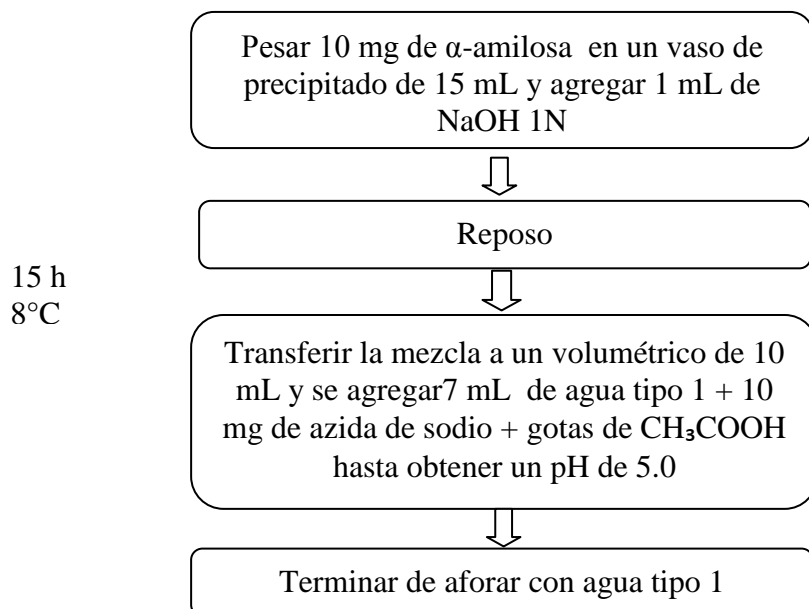 Pesar 10 mg de α-amilosa en un vaso de
precipitado de 15 mL y agregar 1 mL de
NaOH 1N
Reposo
15 h
8°C
Transferir la mezcla a un volumétrico de 10
mL y se agregar7 mL de agua tipo 1 + 10
mg de azida de sodio + gotas de CH₃COOH
hasta obtener un pH de 5.0
Terminar de aforar con agua tipo 1